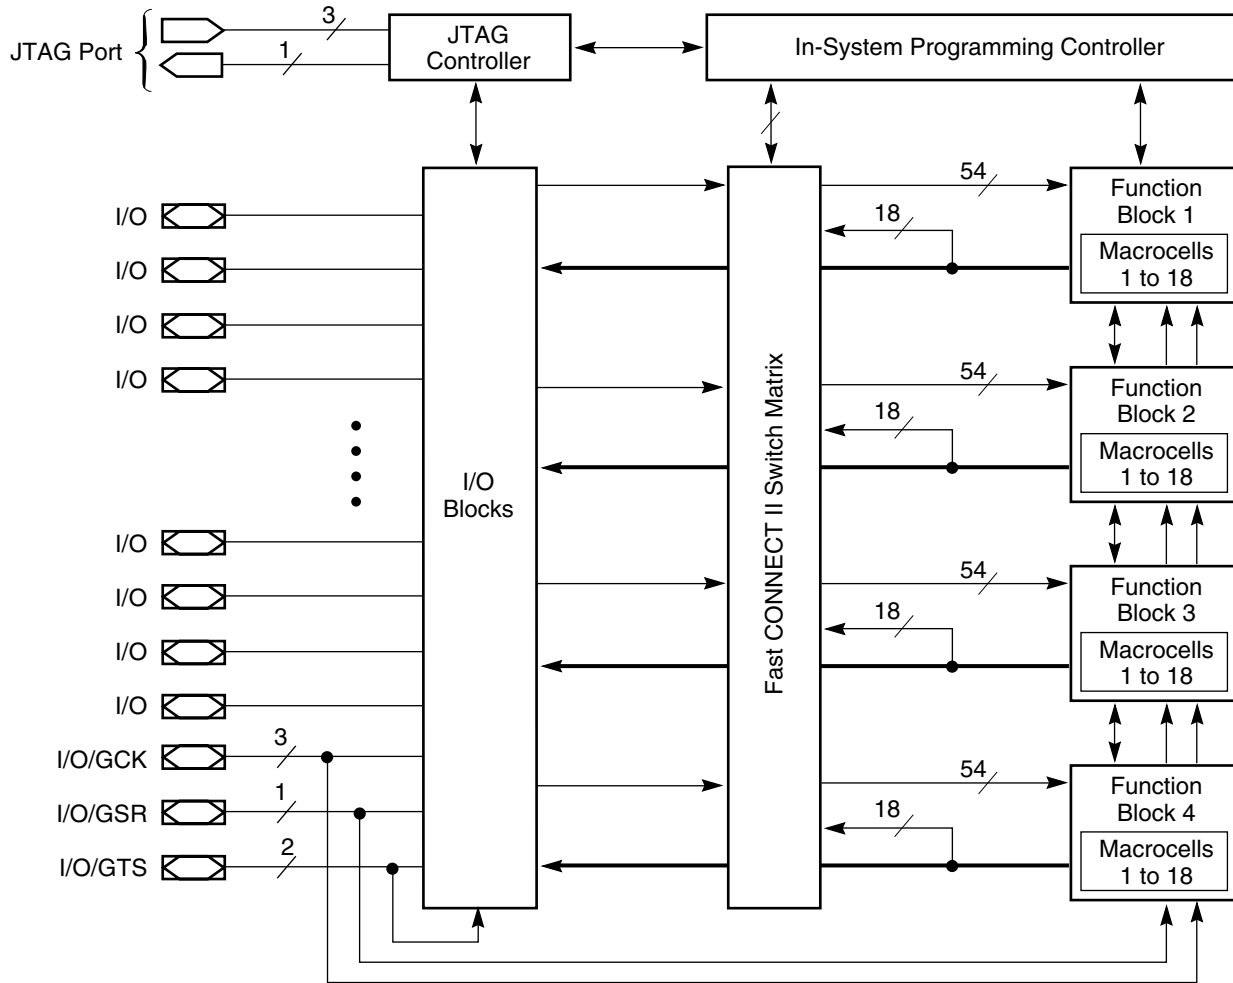 JTAG Port
3
1
JTAG
Controller
In-System Programming Controller
I/O
I/O
I/O
I/O
I/O
I/O
I/O
I/O
I/O/GCK
3
I/O/GSR
1
I/O/GTS
2
I/O
Blocks
Fast CONNECT II Switch Matrix
54
18
Function
Block 1
Macrocells
1 to 18
54
18
Function
Block 2
Macrocells
1 to 18
54
18
Function
Block 3
Macrocells
1 to 18
54
18
Function
Block 4
Macrocells
1 to 18